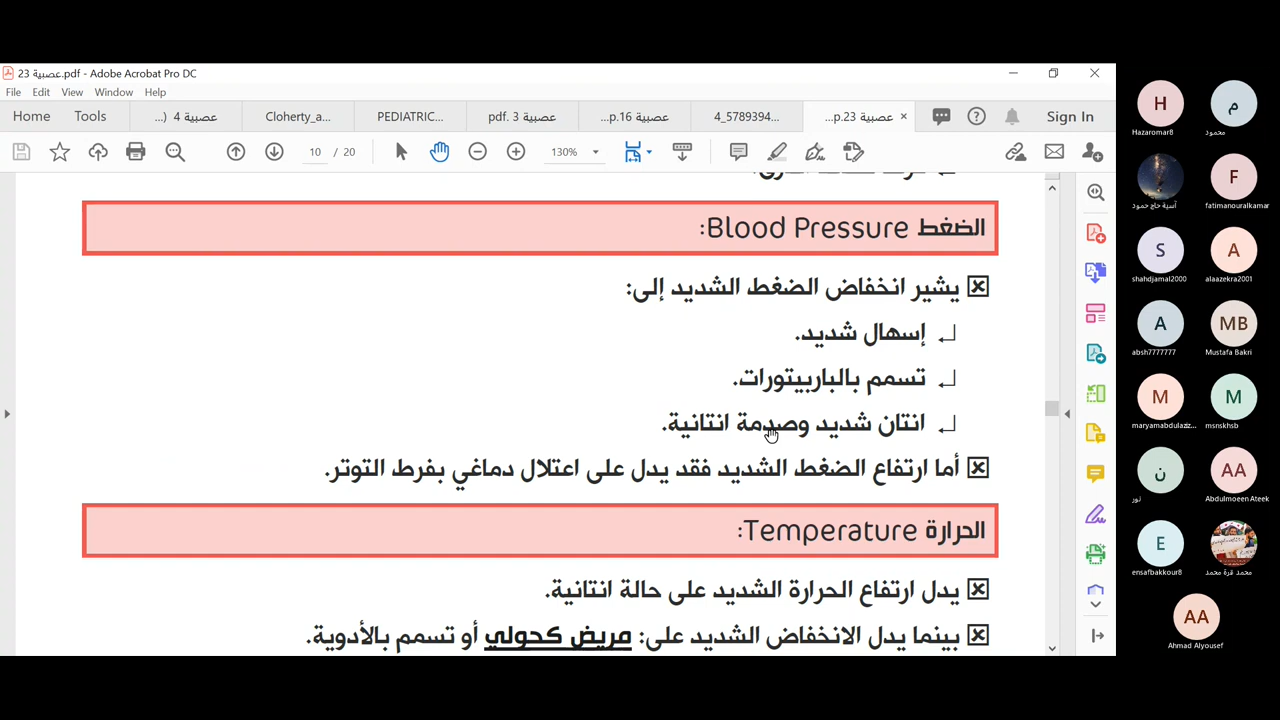 عصبية 23.pdf - Adobe Acrobat Pro DC
File Edit View Window Help
Home Tools
عصبية 4 (...
Cloherty_a...
PEDIATRIC...
عصبية 3 .pdf
عصبية 16.p...
4_5789394...
عصبية 23.p...
Sign In
10 / 20
130%
الضغط Blood Pressure:
يشير انخفاض الضغط الشديد إلى:
إسهال شديد.
تسمم بالباربيتورات.
انتان شديد وصدمة انتانية.
أما ارتفاع الضغط الشديد فقد يدل على اعتلال دماغي بفرط التوتر.
الحرارة Temperature:
يدل ارتفاع الحرارة الشديد على حالة انتانية.
بينما يدل الانخفاض الشديد على: مريض كحولي أو تسمم بالأدوية.
H
Hazaromar8
م
محمود
آسية حاج حمود
F
fatimanouralkamar
S
shahdjamal2000
A
alaazekra2001
A
absh7777777
MB
Mustafa Bakri
M
maryamabdulaziz...
M
msnskhsb
ن
نور
AA
Abdulmoeen Ateek
E
ensafbakkour8
محمد قرة محمد
AA
Ahmad Alyousef